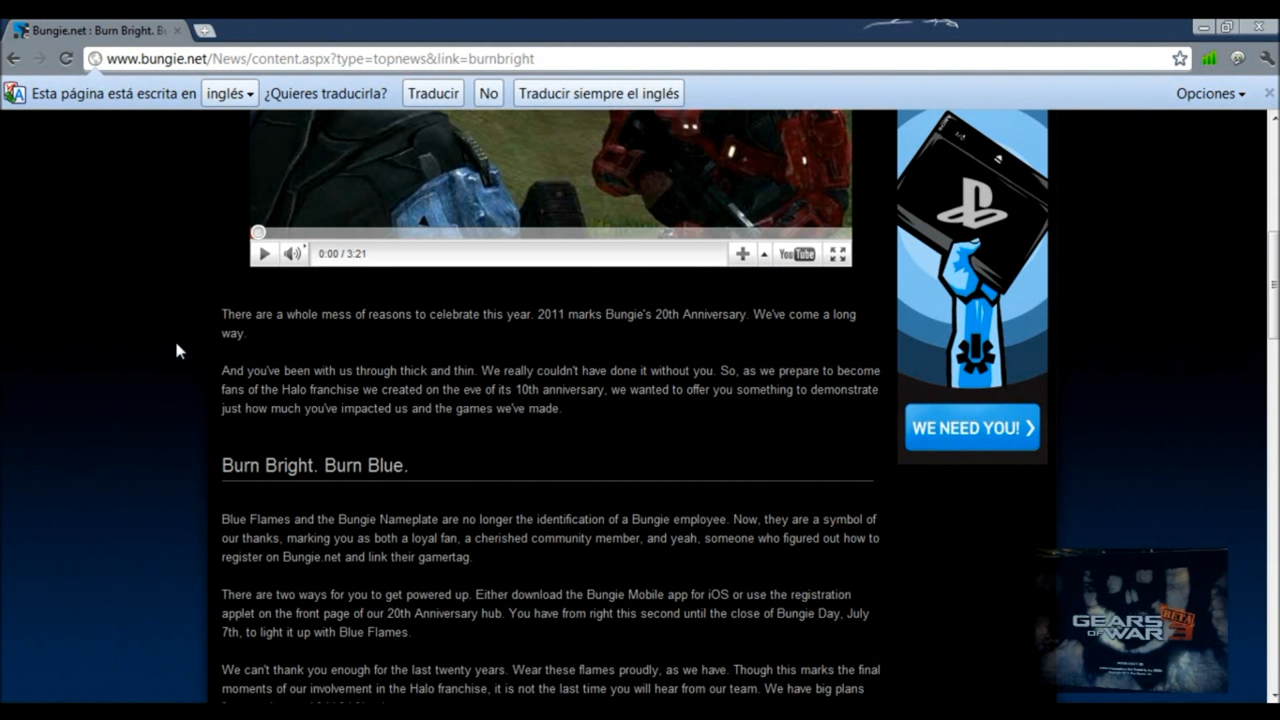 Bungie.net : Burn Bright. Bu
www.bungie.net/News/content.aspx?type=topnews&link=burnbright
Esta página está escrita en inglés ¿Quieres traducirla? Traducir No Traducir siempre el inglés Opciones
0:00 / 3:21 YouTube
There are a whole mess of reasons to celebrate this year. 2011 marks Bungie's 20th Anniversary. We've come a long
way.
And you've been with us through thick and thin. We really couldn't have done it without you. So, as we prepare to become
fans of the Halo franchise we created on the eve of its 10th anniversary, we wanted to offer you something to demonstrate
just how much you've impacted us and the games we've made.
WE NEED YOU!
Burn Bright. Burn Blue.
Blue Flames and the Bungie Nameplate are no longer the identification of a Bungie employee. Now, they are a symbol of
our thanks, marking you as both a loyal fan, a cherished community member, and yeah, someone who figured out how to
register on Bungie.net and link their gamertag.
There are two ways for you to get powered up. Either download the Bungie Mobile app for iOS or use the registration
applet on the front page of our 20th Anniversary hub. You have from right this second until the close of Bungie Day, July
7th, to light it up with Blue Flames.
We can't thank you enough for the last twenty years. Wear these flames proudly, as we have. Though this marks the final
moments of our involvement in the Halo franchise, it is not the last time you will hear from our team. We have big plans
GEARS
OF WAR 3
BETA